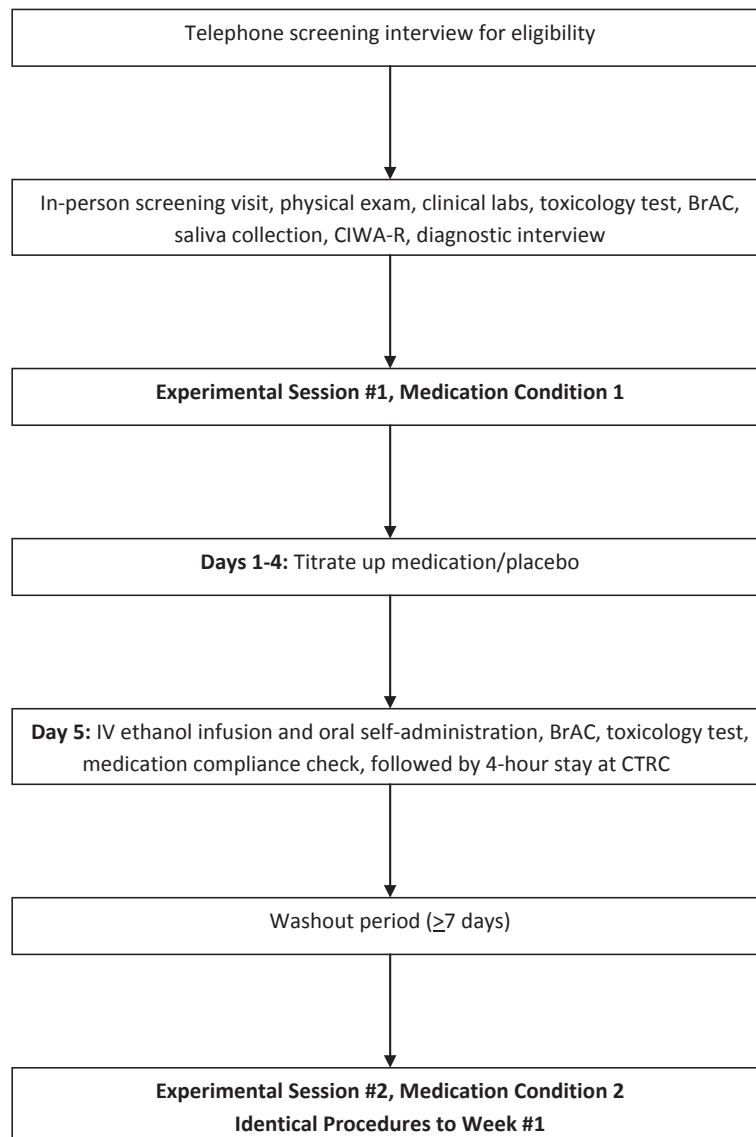 Telephone screening interview for eligibility
In-person screening visit, physical exam, clinical labs, toxicology test, BrAC,
saliva collection, CIWA-R, diagnostic interview
Experimental Session #1, Medication Condition 1
Days 1-4: Titrate up medication/placebo
Day 5: IV ethanol infusion and oral self-administration, BrAC, toxicology test,
medication compliance check, followed by 4-hour stay at CTRC
Washout period (≥7 days)
Experimental Session #2, Medication Condition 2
Identical Procedures to Week #1